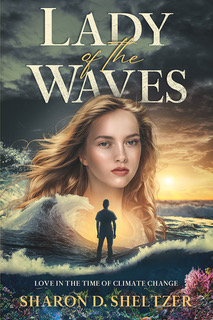 LADY
of the
WAVES
LOVE IN THE TIME OF CLIMATE CHANGE
SHARON D. SHELTZER